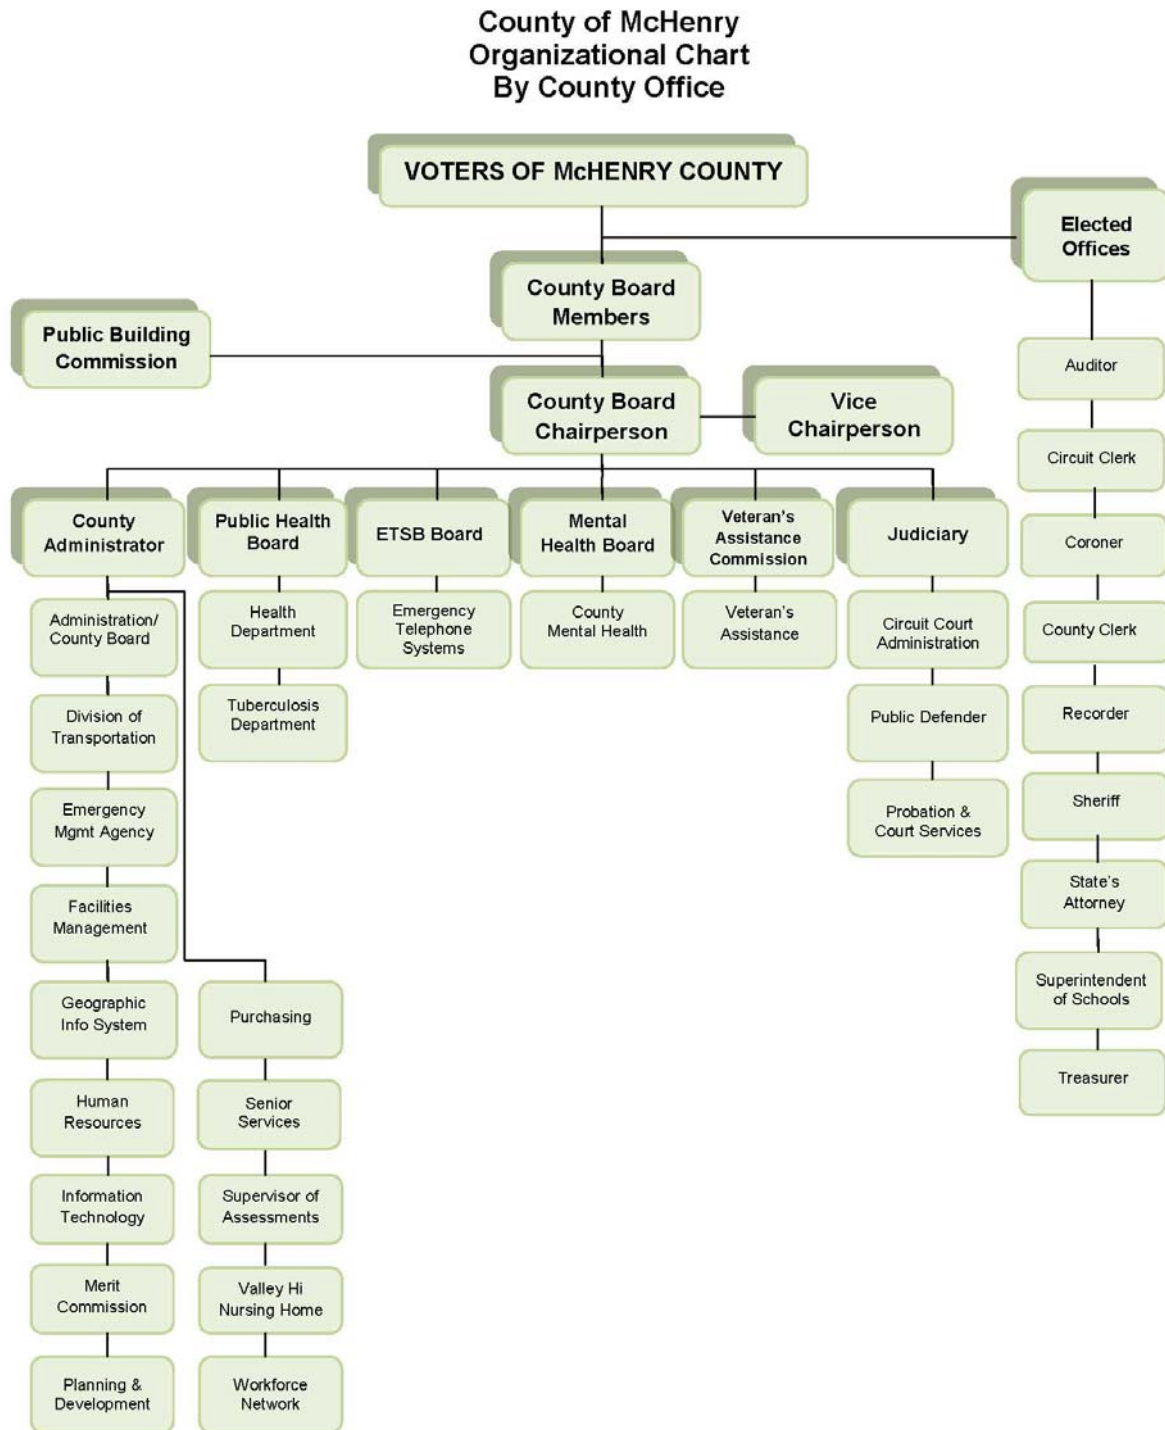 County of McHenry
Organizational Chart
By County Office
VOTERS OF McHENRY COUNTY
Elected
Offices
County Board
Members
Public Building
Commission
County Board
Chairperson
Vice
Chairperson
County
Administrator
Public Health
Board
ETSB Board
Mental
Health Board
Veteran's
Assistance
Commission
Judiciary
Administration/
County Board
Division of
Transportation
Emergency
Mgmt Agency
Facilities
Management
Geographic
Info System
Human
Resources
Information
Technology
Merit
Commission
Planning &
Development
Purchasing
Senior
Services
Supervisor of
Assessments
Valley Hi
Nursing Home
Workforce
Network
Health
Department
Tuberculosis
Department
Emergency
Telephone
Systems
County
Mental Health
Veteran's
Assistance
Circuit Court
Administration
Public Defender
Probation &
Court Services
Auditor
Circuit Clerk
Coroner
County Clerk
Recorder
Sheriff
State's
Attorney
Superintendent
of Schools
Treasurer